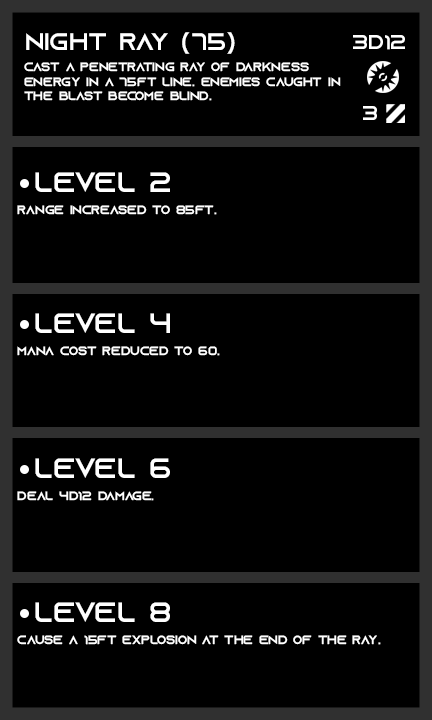 NIGHT RAY (75)
3D12
CAST A PENETRATING RAY OF DARKNESS
ENERGY IN A 75FT LINE. ENEMIES CAUGHT IN
THE BLAST BECOME BLIND.
3
•LEVEL 2
RANGE INCREASED TO 85FT.
•LEVEL 4
MANA COST REDUCED TO 60.
•LEVEL 6
DEAL 4D12 DAMAGE.
•LEVEL 8
CAUSE A 15FT EXPLOSION AT THE END OF THE RAY.